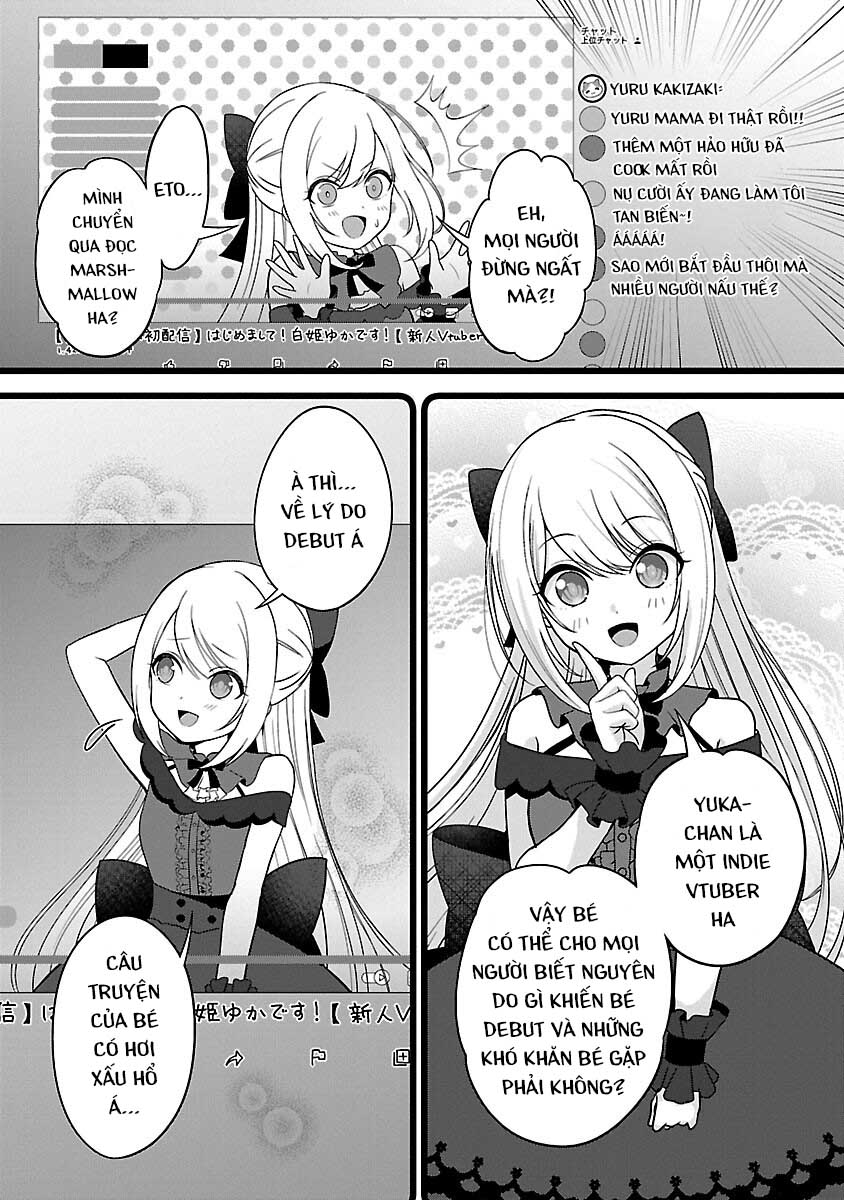 チャット
上位チャット
YURU KAKIZAKI:
YURU MAMA ĐI THẬT RỒI!!
THÊM MỘT HẢO HỮU ĐÃ
COOK MẤT RỒI
NỤ CƯỜI ẤY ĐANG LÀM TÔI
TAN BIẾN~!
ÁÁÁÁÁ!
SAO MỚI BẮT ĐẦU THÔI MÀ
NHIỀU NGƯỜI NẤU THẾ?
EH,
MỌI NGƯỜI
ĐỪNG NGẤT
MÀ?!
ETO...
MÌNH
CHUYỂN
QUA ĐỌC
MARSH-
MALLOW
HA?
初配信】はじめまして!白姫ゆかです!【新人Vtuber
YUKA-
CHAN LÀ
MỘT INDIE
VTUBER
HA
VẬY BÉ
CÓ THỂ CHO MỌI
NGƯỜI BIẾT NGUYÊN
DO GÌ KHIẾN BÉ
DEBUT VÀ NHỮNG
KHÓ KHĂN BÉ GẶP
PHẢI KHÔNG?
À THÌ...
VỀ LÝ DO
DEBUT Á
CÂU
TRUYỆN
CỦA BÉ
CÓ HƠI
XẤU HỔ
Á...
信】は
姫ゆかです!【新人V